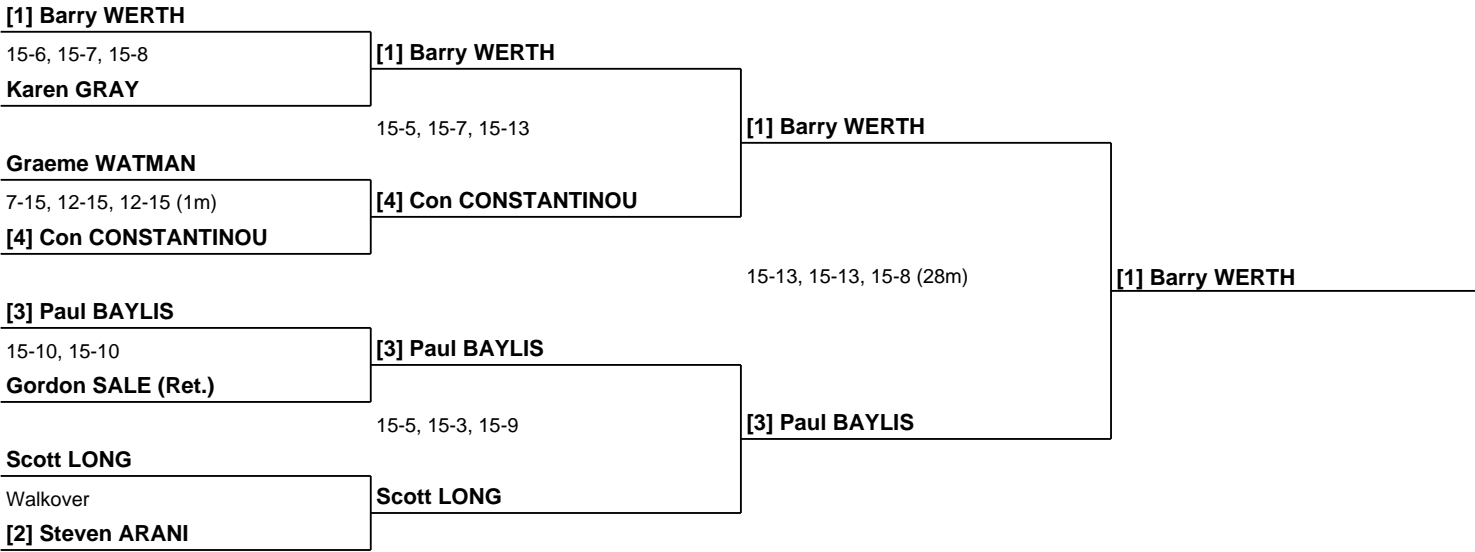 [1] Barry WERTH
15-6, 15-7, 15-8
[1] Barry WERTH
Karen GRAY
15-5, 15-7, 15-13
[1] Barry WERTH
Graeme WATMAN
7-15, 12-15, 12-15 (1m)
[4] Con CONSTANTINOU
[4] Con CONSTANTINOU
15-13, 15-13, 15-8 (28m)
[1] Barry WERTH
[3] Paul BAYLIS
15-10, 15-10
[3] Paul BAYLIS
Gordon SALE (Ret.)
15-5, 15-3, 15-9
[3] Paul BAYLIS
Scott LONG
Walkover
Scott LONG
[2] Steven ARANI